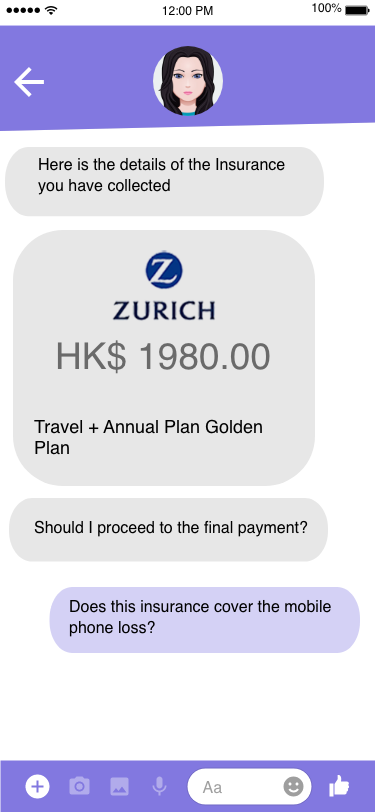 12:00 PM 100%
Here is the details of the Insurance
you have collected
Z
ZURICH
HK$ 1980.00
Travel + Annual Plan Golden
Plan
Should I proceed to the final payment?
Does this insurance cover the mobile
phone loss?
Aa